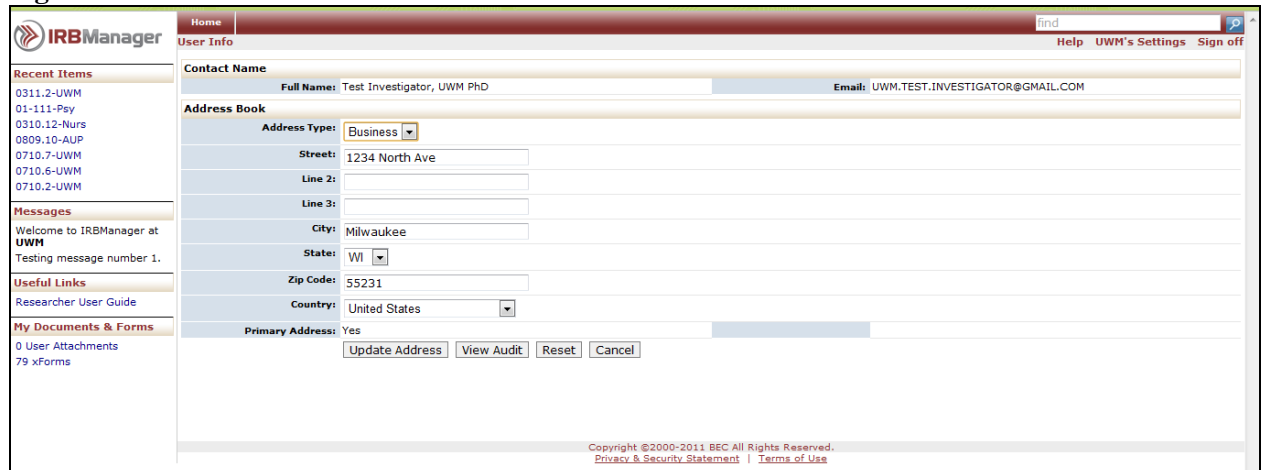 Home
find
IRBManager
User Info
Help UWM's Settings Sign off
Recent Items
0311.2-UWM
01-111-Psy
0310.12-Nurs
0809.10-AUP
0710.7-UWM
0710.6-UWM
0710.2-UWM
Messages
Welcome to IRBManager at
UWM
Testing message number 1.
Useful Links
Researcher User Guide
My Documents & Forms
0 User Attachments
79 xForms
Contact Name
Full Name: Test Investigator, UWM PhD Email: UWM.TEST.INVESTIGATOR@GMAIL.COM
Address Book
Address Type: Business
Street: 1234 North Ave
Line 2:
Line 3:
City: Milwaukee
State: WI
Zip Code: 55231
Country: United States
Primary Address: Yes
Update Address View Audit Reset Cancel
Copyright ©2000-2011 BEC All Rights Reserved.
Privacy & Security Statement | Terms of Use